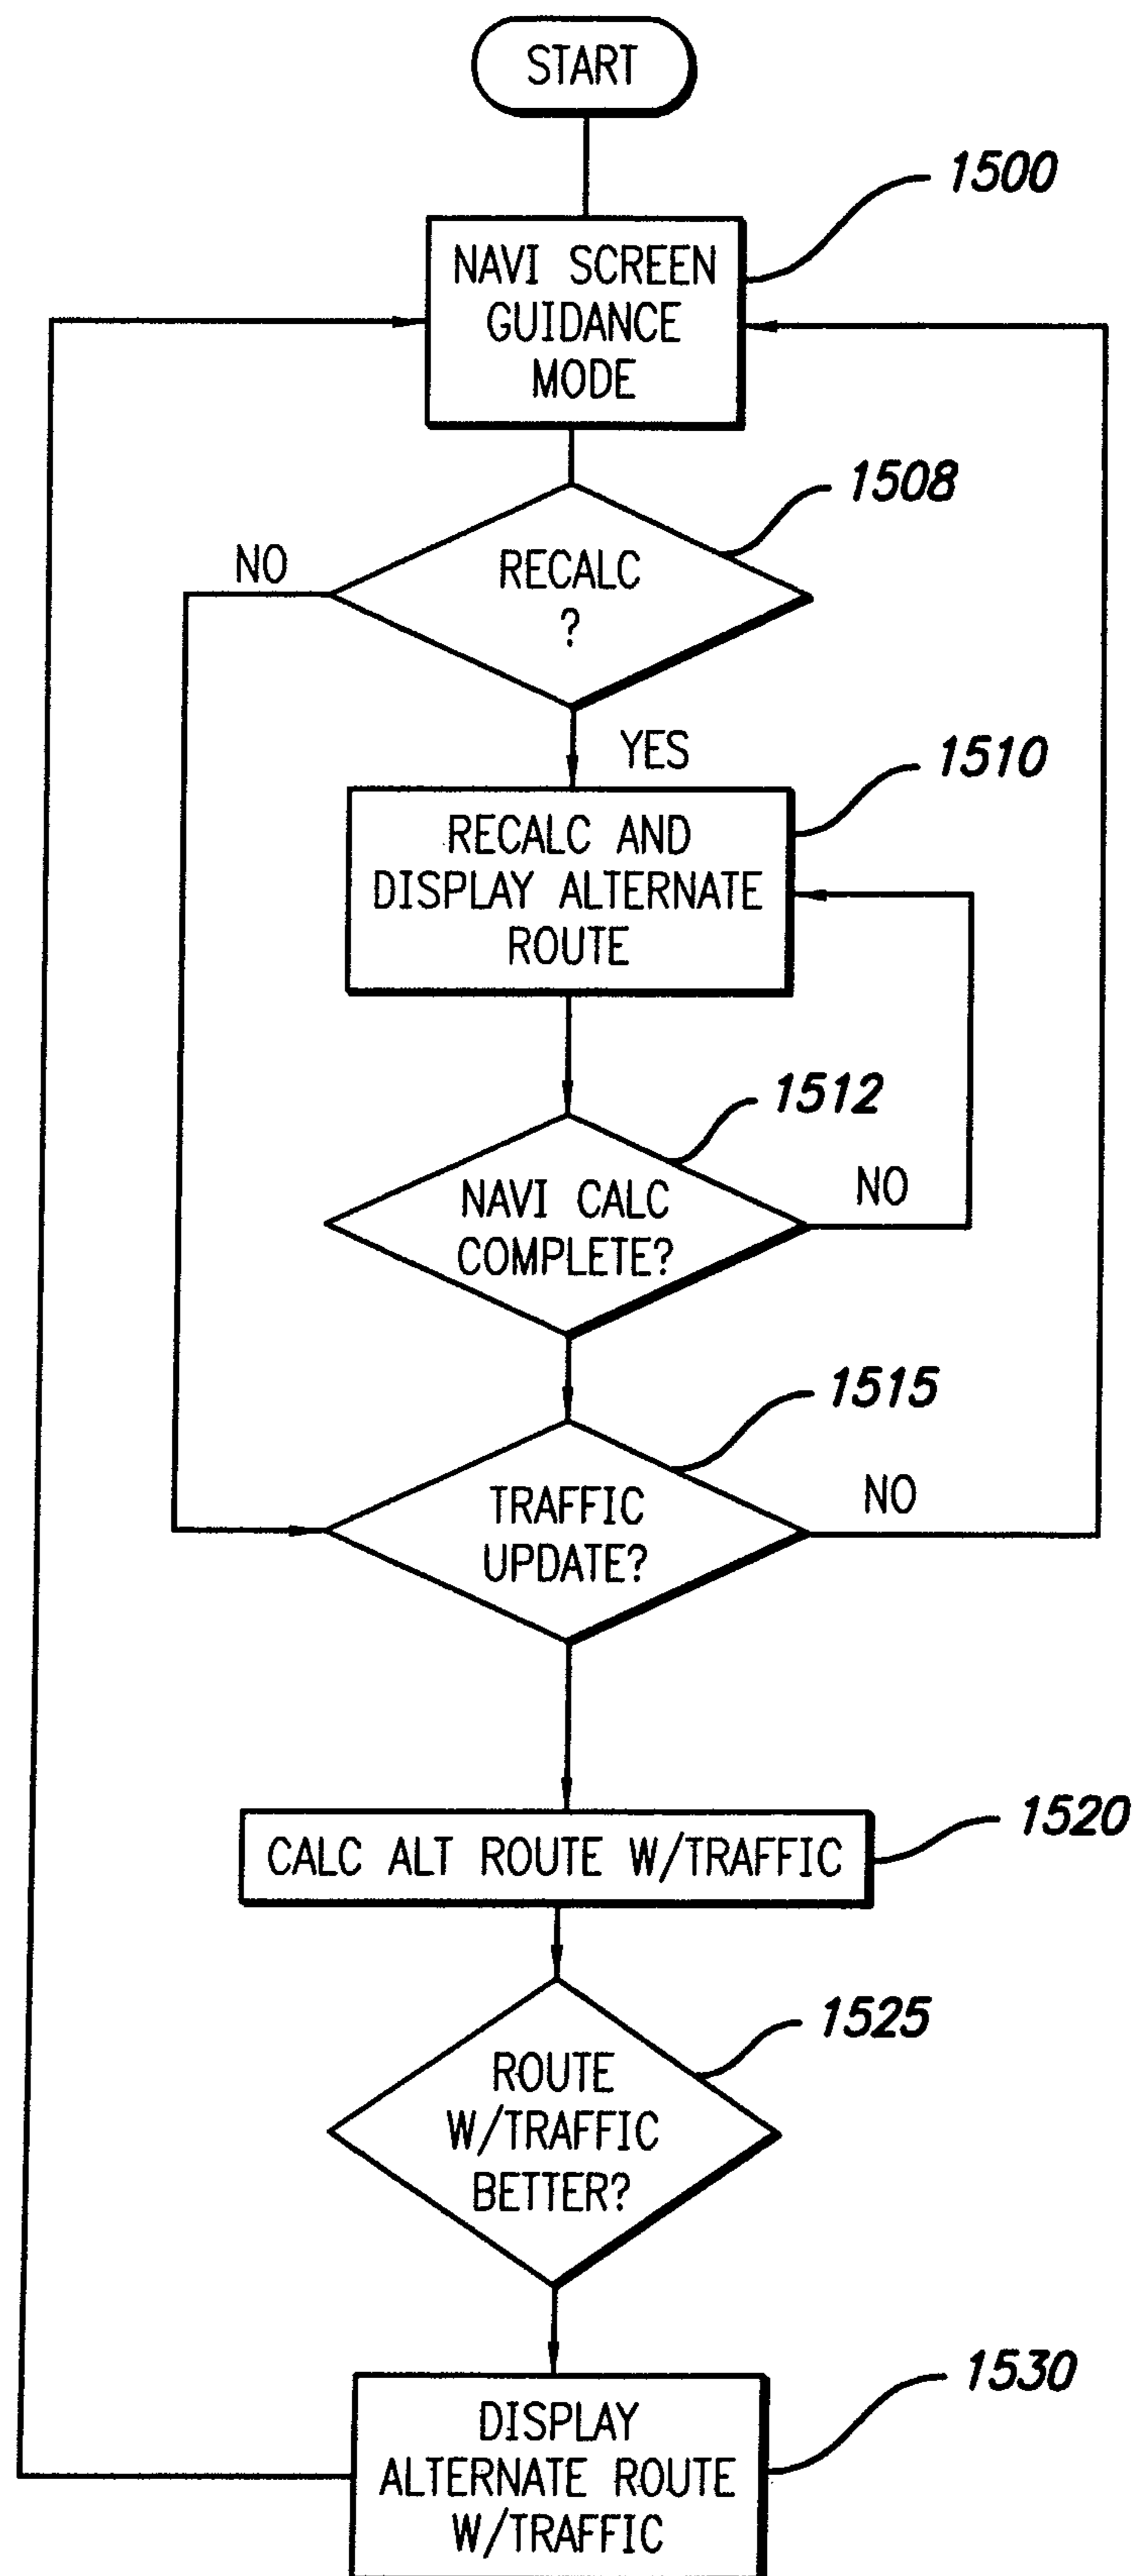 START
1500
NAVI SCREEN
GUIDANCE
MODE
1508
NO
RECALC
?
YES
1510
RECALC AND
DISPLAY ALTERNATE
ROUTE
1512
NAVI CALC
COMPLETE?
NO
1515
TRAFFIC
UPDATE?
NO
1520
CALC ALT ROUTE W/TRAFFIC
1525
ROUTE
W/TRAFFIC
BETTER?
1530
DISPLAY
ALTERNATE ROUTE
W/TRAFFIC